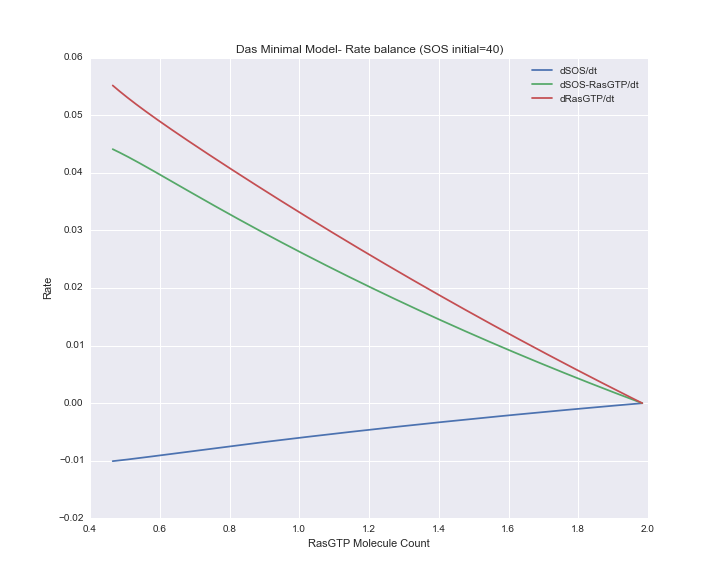 Das Minimal Model- Rate balance (SOS initial=40)
0.06
0.05
0.04
0.03
0.02
0.01
0.00
−0.01
−0.02
Rate
dSOS/dt
dSOS-RasGTP/dt
dRasGTP/dt
0.4 0.6 0.8 1.0 1.2 1.4 1.6 1.8 2.0
RasGTP Molecule Count